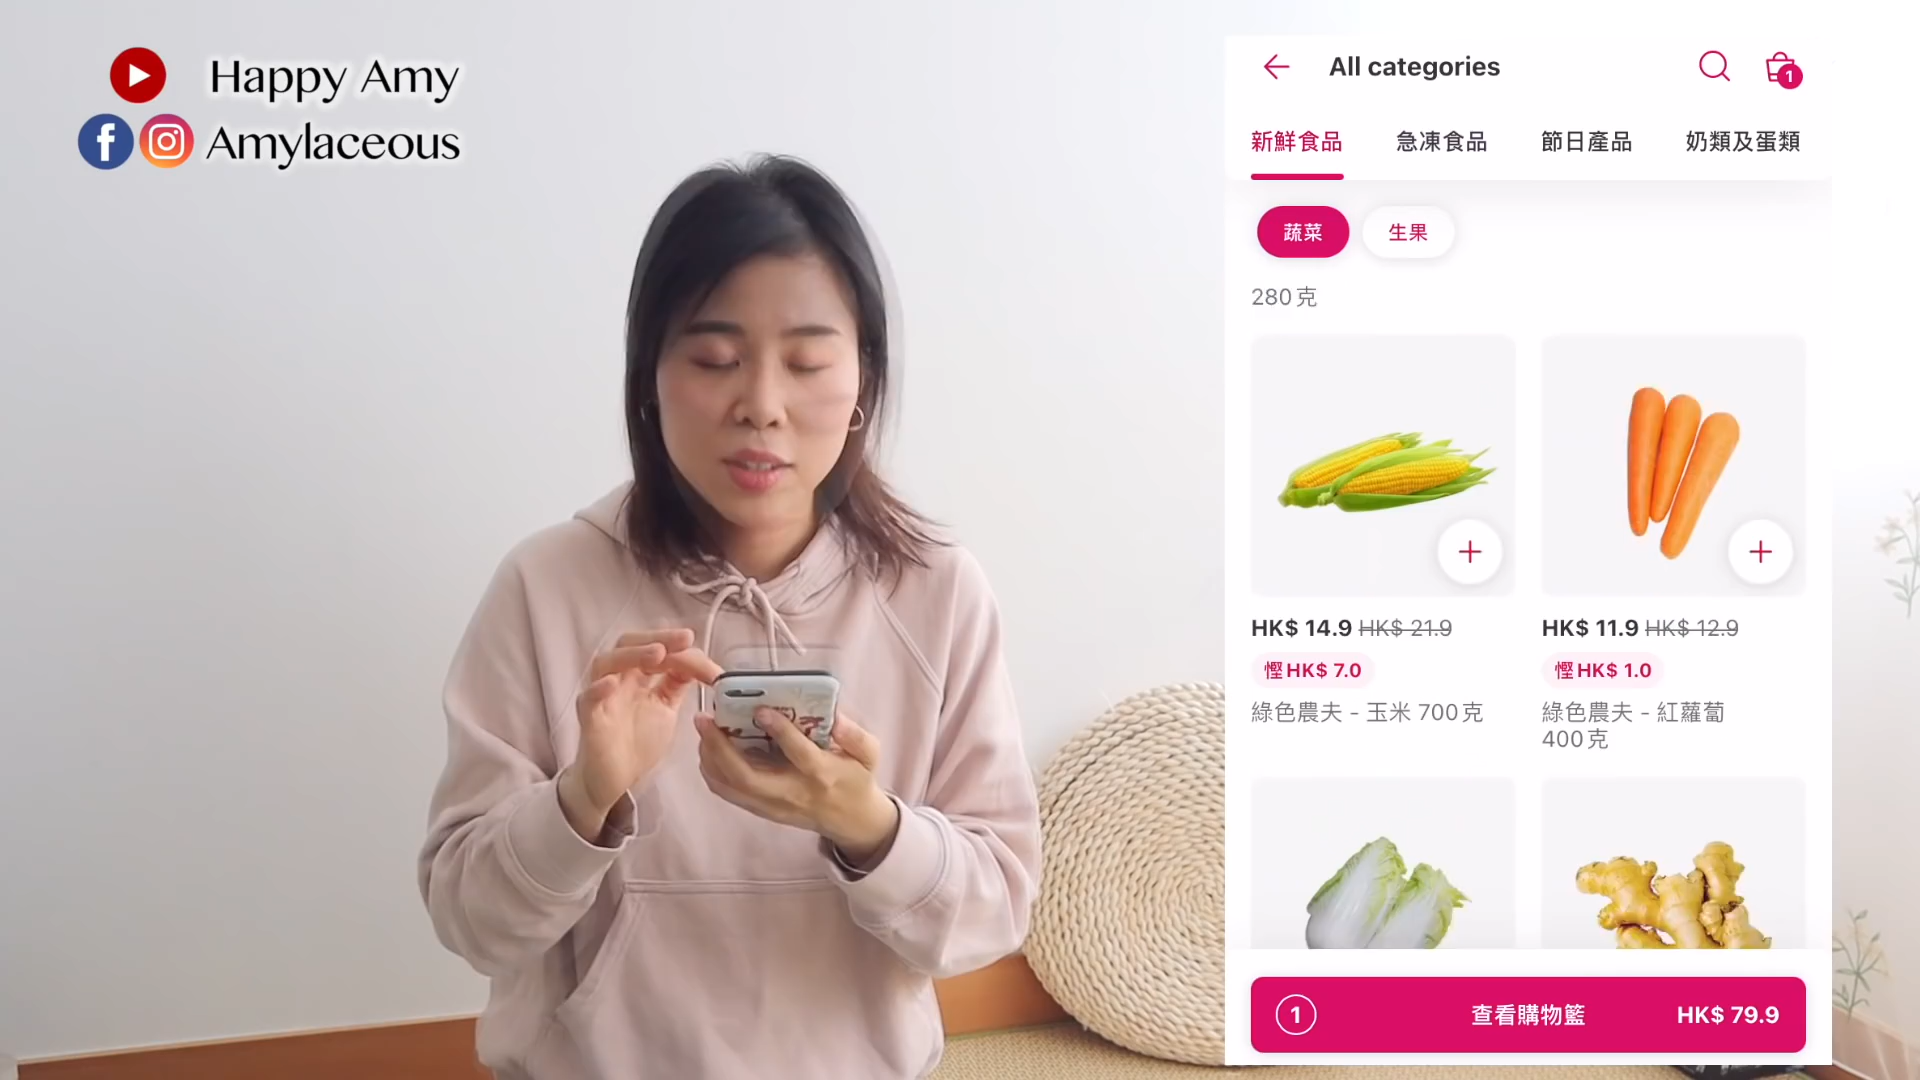 Happy Amy
Amylaceous
All categories
1
新鮮食品 急凍食品 節日產品 奶類及蛋類
蔬菜 生果
280克
HK$ 14.9 HK$ 21.9
慳HK$ 7.0
綠色農夫 - 玉米 700克
HK$ 11.9 HK$ 12.9
慳HK$ 1.0
綠色農夫 - 紅蘿蔔
400克
1 查看購物籃 HK$ 79.9